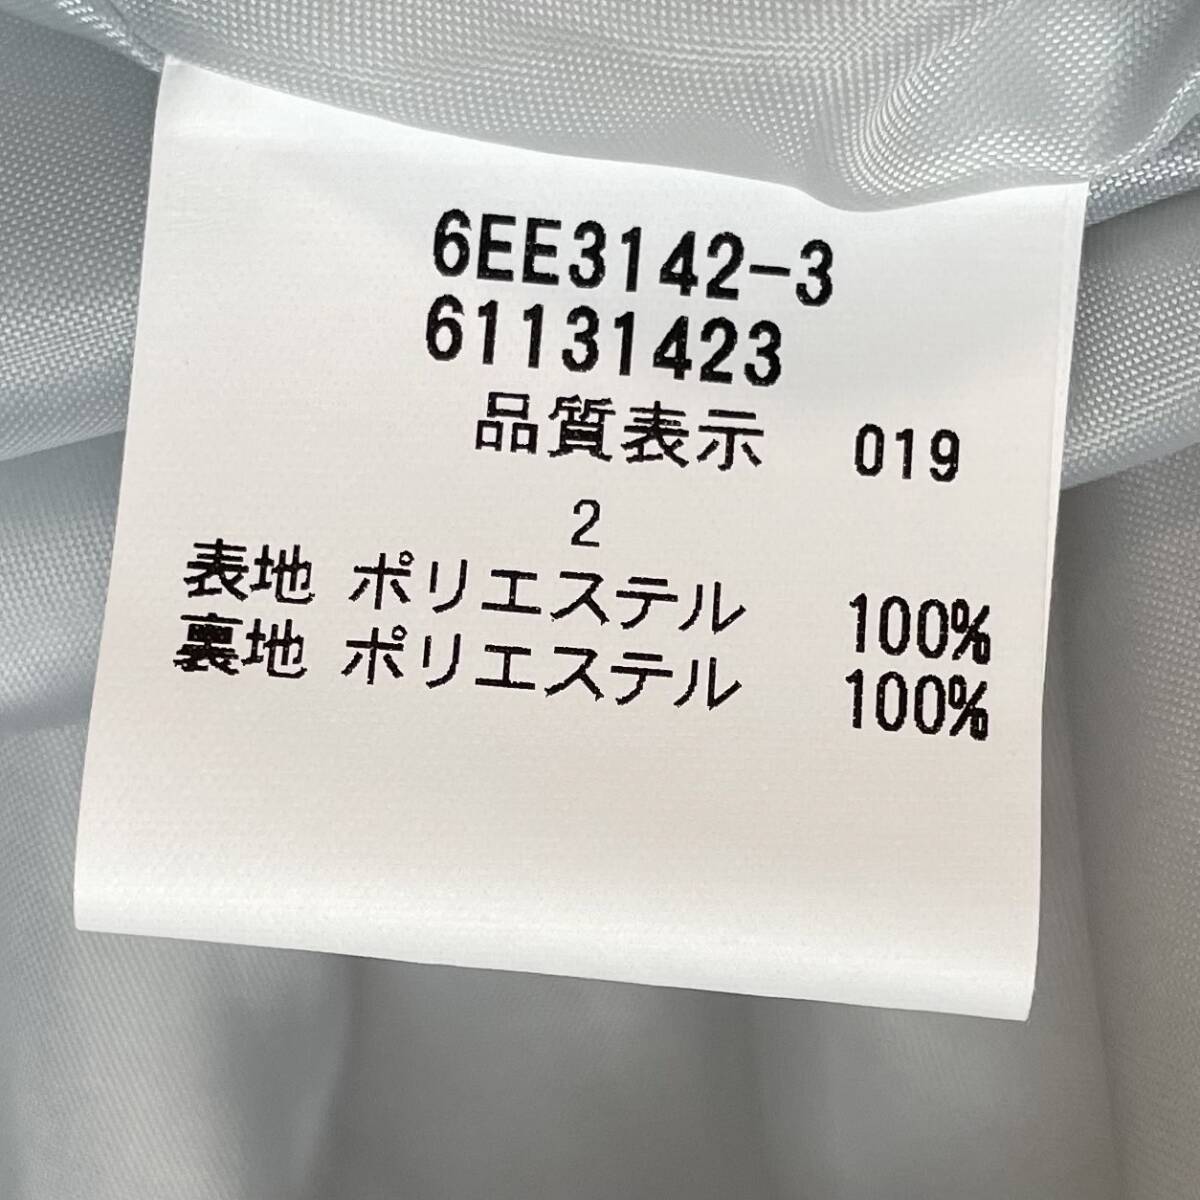 6EE3142-3
61131423
品質表示 019
2
表地 ポリエステル 100%
裏地 ポリエステル 100%